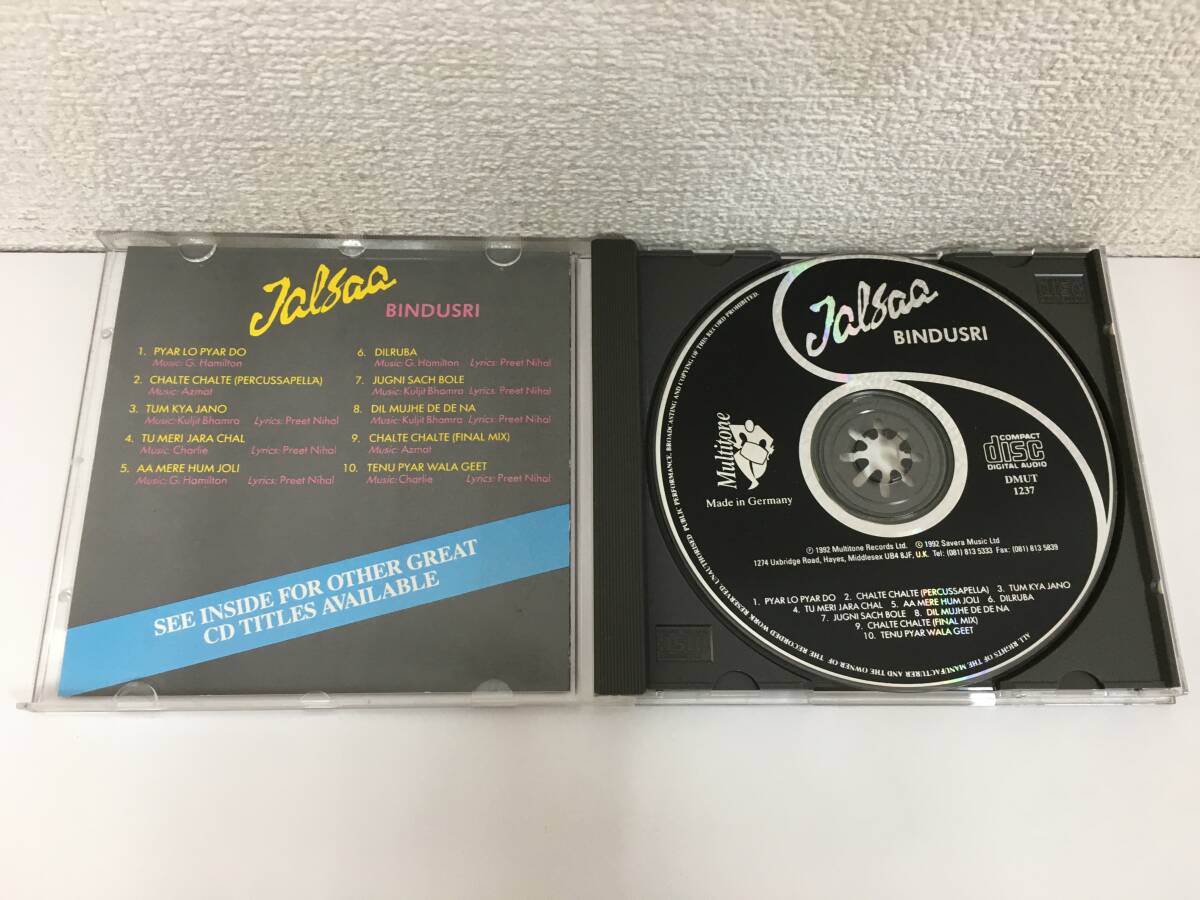 Jalsaa
BINDUSRI
1. PYAR LO PYAR DO
Music: G. Hamilton
2. CHALTE CHALTE (PERCUSSAPELLA)
Music: Azmat
3. TUM KYA JANO
Music: Kuljit Bhamra Lyrics: Preet Nihal
4. TU MERI JARA CHAL
Music: Charlie Lyrics: Preet Nihal
5. AA MERE HUM JOLI
Music: G. Hamilton Lyrics: Preet Nihal
6. DILRUBA
Music: G. Hamilton Lyrics: Preet Nihal
7. JUGNI SACH BOLE
Music: Kuljit Bhamra Lyrics: Preet Nihal
8. DIL MUJHE DE DE NA
Music: Kuljit Bhamra Lyrics: Preet Nihal
9. CHALTE CHALTE (FINAL MIX)
Music: Azmat
10. TENU PYAR WALA GEET
Music: Charlie Lyrics: Preet Nihal
SEE INSIDE FOR OTHER GREAT
CD TITLES AVAILABLE
Jalsaa
BINDUSRI
Multitone
Made in Germany
COMPACT
disc
DIGITAL AUDIO
DMUT
1237
℗ 1992 Multitone Records Ltd. © 1992 Savera Music Ltd
1274 Uxbridge Road, Hayes, Middlesex UB4 8JF, U.K. Tel: (081) 813 5333 Fax: (081) 813 5839
1. PYAR LO PYAR DO 2. CHALTE CHALTE (PERCUSSAPELLA) 3. TUM KYA JANO
4. TU MERI JARA CHAL 5. AA MERE HUM JOLI 6. DILRUBA
7. JUGNI SACH BOLE 8. DIL MUJHE DE DE NA
9. CHALTE CHALTE (FINAL MIX)
10. TENU PYAR WALA GEET
ALL RIGHTS OF THE MANUFACTURER AND THE OWNER OF THE RECORDED WORK RESERVED. UNAUTHORISED PUBLIC PERFORMANCE, BROADCASTING AND COPYING OF THIS RECORD PROHIBITED.